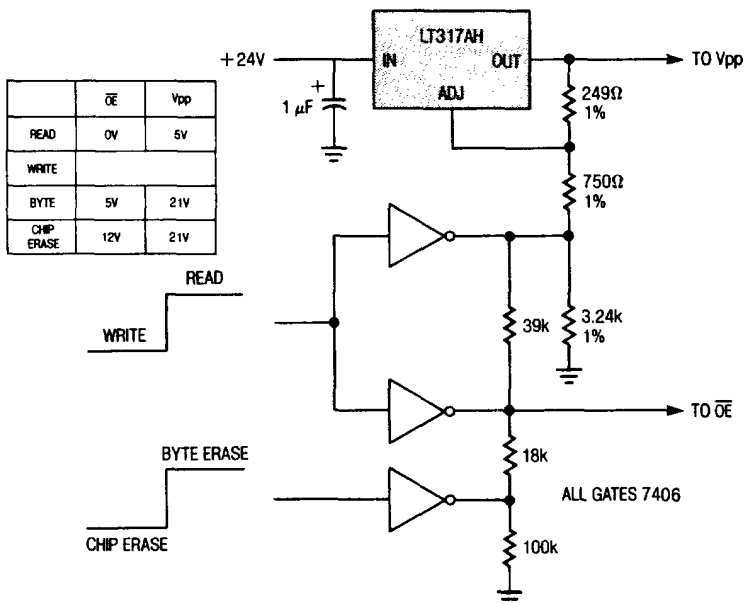 LT317AH
+24V
IN
OUT
TO Vpp
ADJ
+
1 μF
249Ω
1%
OE
Vpp
READ
0V
5V
WRITE
BYTE
5V
21V
CHIP
ERASE
12V
21V
750Ω
1%
READ
WRITE
39k
3.24k
1%
TO OE
BYTE ERASE
18k
ALL GATES 7406
CHIP ERASE
100k